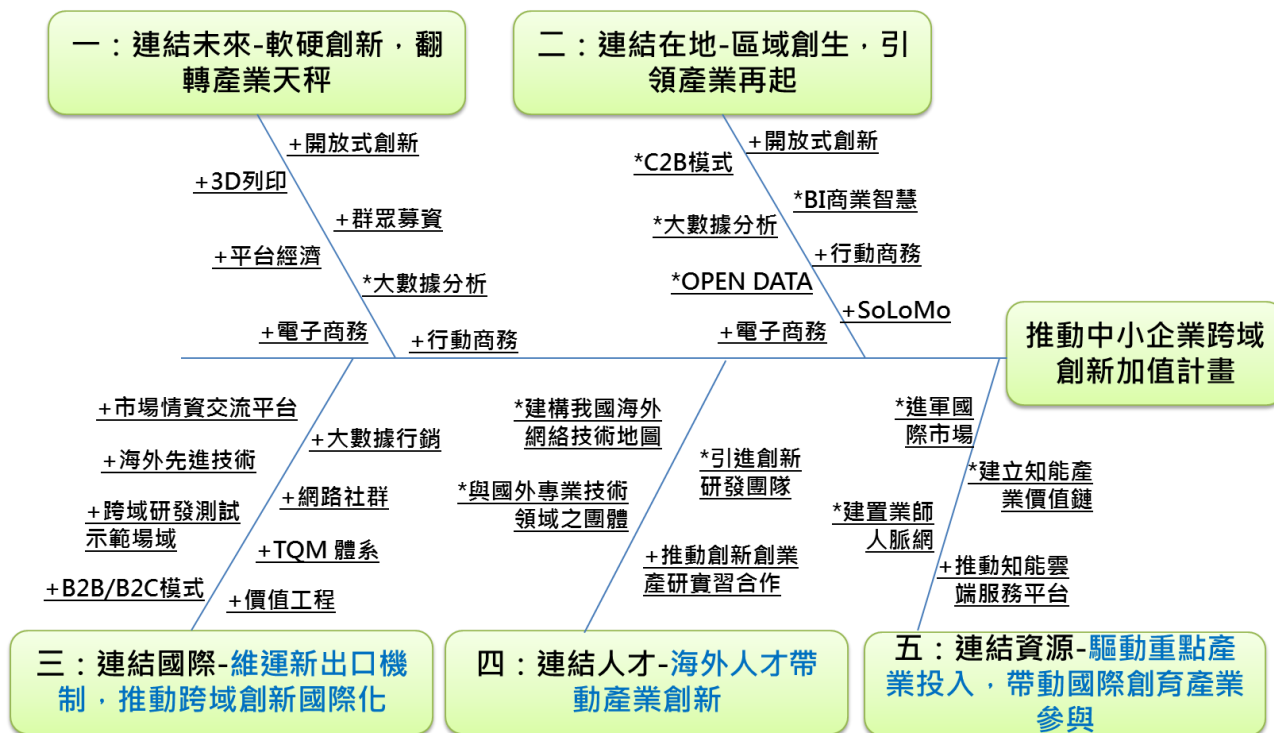 一：連結未來-軟硬創新，翻
轉產業天秤
二：連結在地-區域創生，引
領產業再起
+開放式創新
+3D列印
+群眾募資
+平台經濟
*大數據分析
+電子商務
+行動商務
+開放式創新
*C2B模式
*BI商業智慧
*大數據分析
+行動商務
*OPEN DATA
+SoLoMo
+電子商務
推動中小企業跨域
創新加值計畫
+市場情資交流平台
+大數據行銷
+海外先進技術
+網路社群
+跨域研發測試
示範場域
+TQM 體系
+B2B/B2C模式
+價值工程
*建構我國海外
網絡技術地圖
*引進創新
研發團隊
*與國外專業技術
領域之團體
+推動創新創業
產研實習合作
*進軍國
際市場
*建立知能產
業價值鏈
*建置業師
人脈網
+推動知能雲
端服務平台
三：連結國際-維運新出口機
制，推動跨域創新國際化
四：連結人才-海外人才帶
動產業創新
五：連結資源-驅動重點產
業投入，帶動國際創育產業
參與